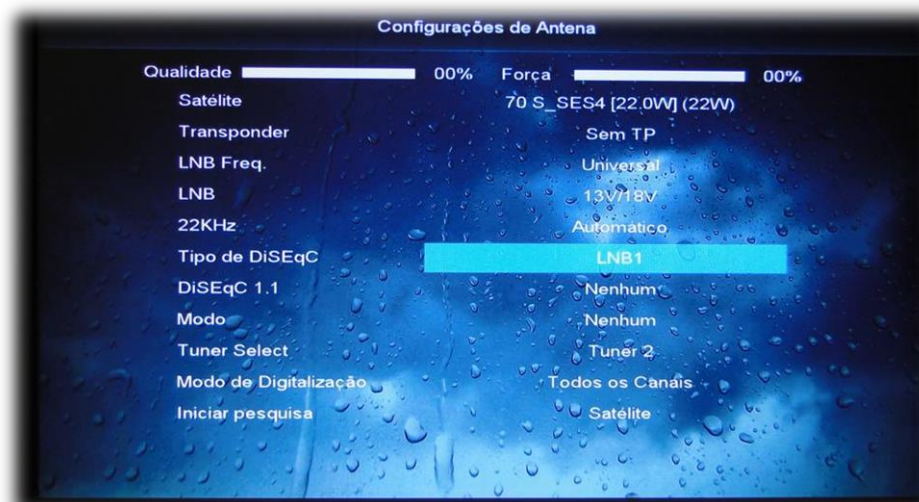 Configurações de Antena
Qualidade 00% Força 00%
Satélite 70 S_SES4 [22.0W] (22W)
Transponder Sem TP
LNB Freq. Universal
LNB 13V/18V
22KHz Automático
Tipo de DiSEqC LNB1
DiSEqC 1.1 Nenhum
Modo Nenhum
Tuner Select Tuner 2
Modo de Digitalização Todos os Canais
Iniciar pesquisa Satélite